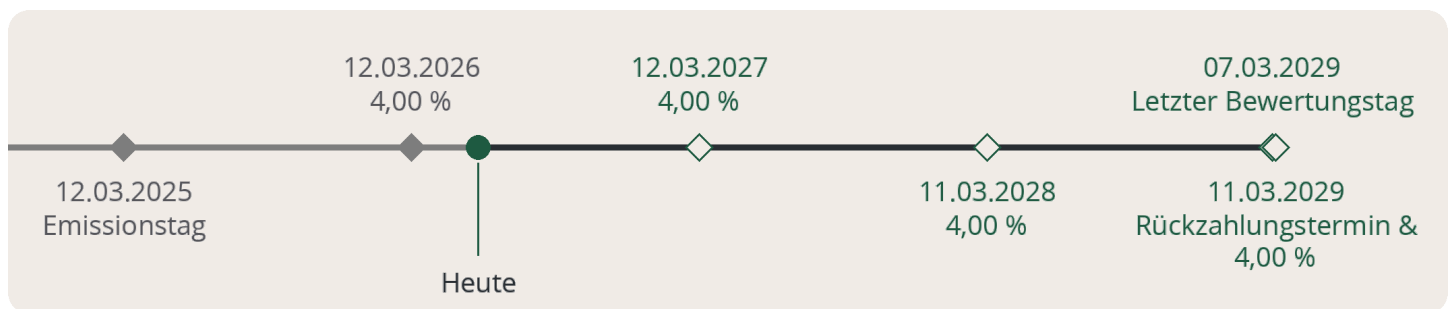 12.03.2026
4,00 %
12.03.2027
4,00 %
07.03.2029
Letzter Bewertungstag
12.03.2025
Emissionstag
Heute
11.03.2028
4,00 %
11.03.2029
Rückzahlungstermin &
4,00 %